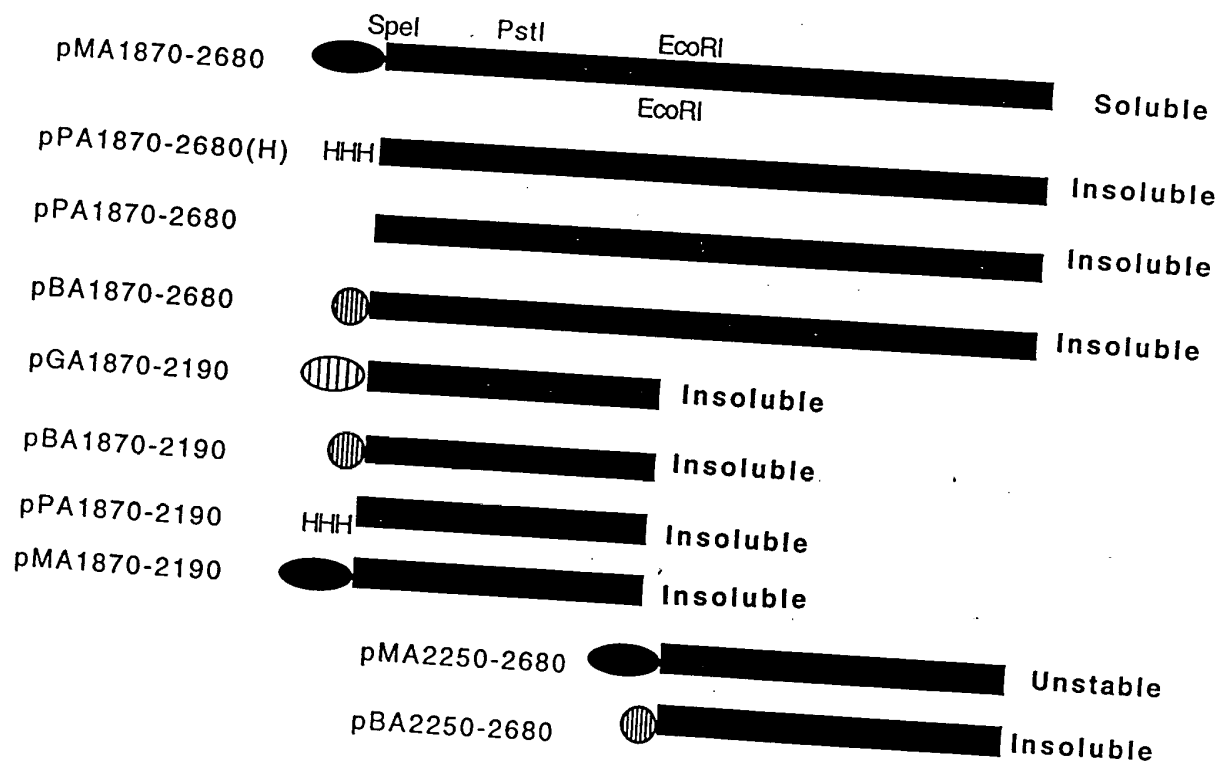 SpeI PstI EcoRI
pMA1870-2680 Soluble
EcoRI
pPA1870-2680(H) HHH Insoluble
pPA1870-2680 Insoluble
pBA1870-2680 Insoluble
pGA1870-2190 Insoluble
pBA1870-2190 Insoluble
pPA1870-2190 HHH Insoluble
pMA1870-2190 Insoluble
pMA2250-2680 Unstable
pBA2250-2680 Insoluble